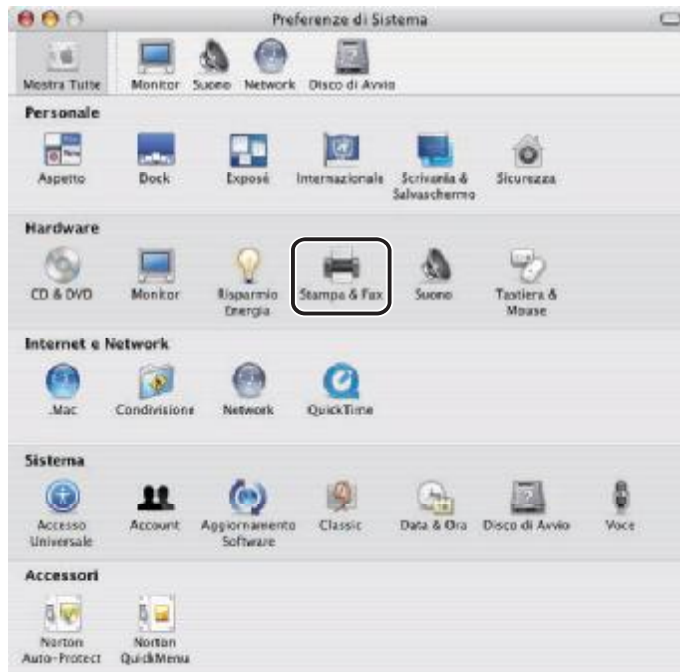 Preferenze di Sistema
Mostra Tutte Monitor Suono Network Disco di Avvio
Personale
Aspetto Dock Exposé Internazionale Scrivania & Salvaschermo Sicurezza
Hardware
CD & DVD Monitor Risparmio Energia Stampa & Fax Suono Tastiera & Mouse
Internet e Network
.Mac Condivisione Network QuickTime
Sistema
Accesso Universale Account Aggiornamento Software Classic Data & Ora Disco di Avvio Voce
Accessori
Norton Auto-Protect Norton QuickMenu